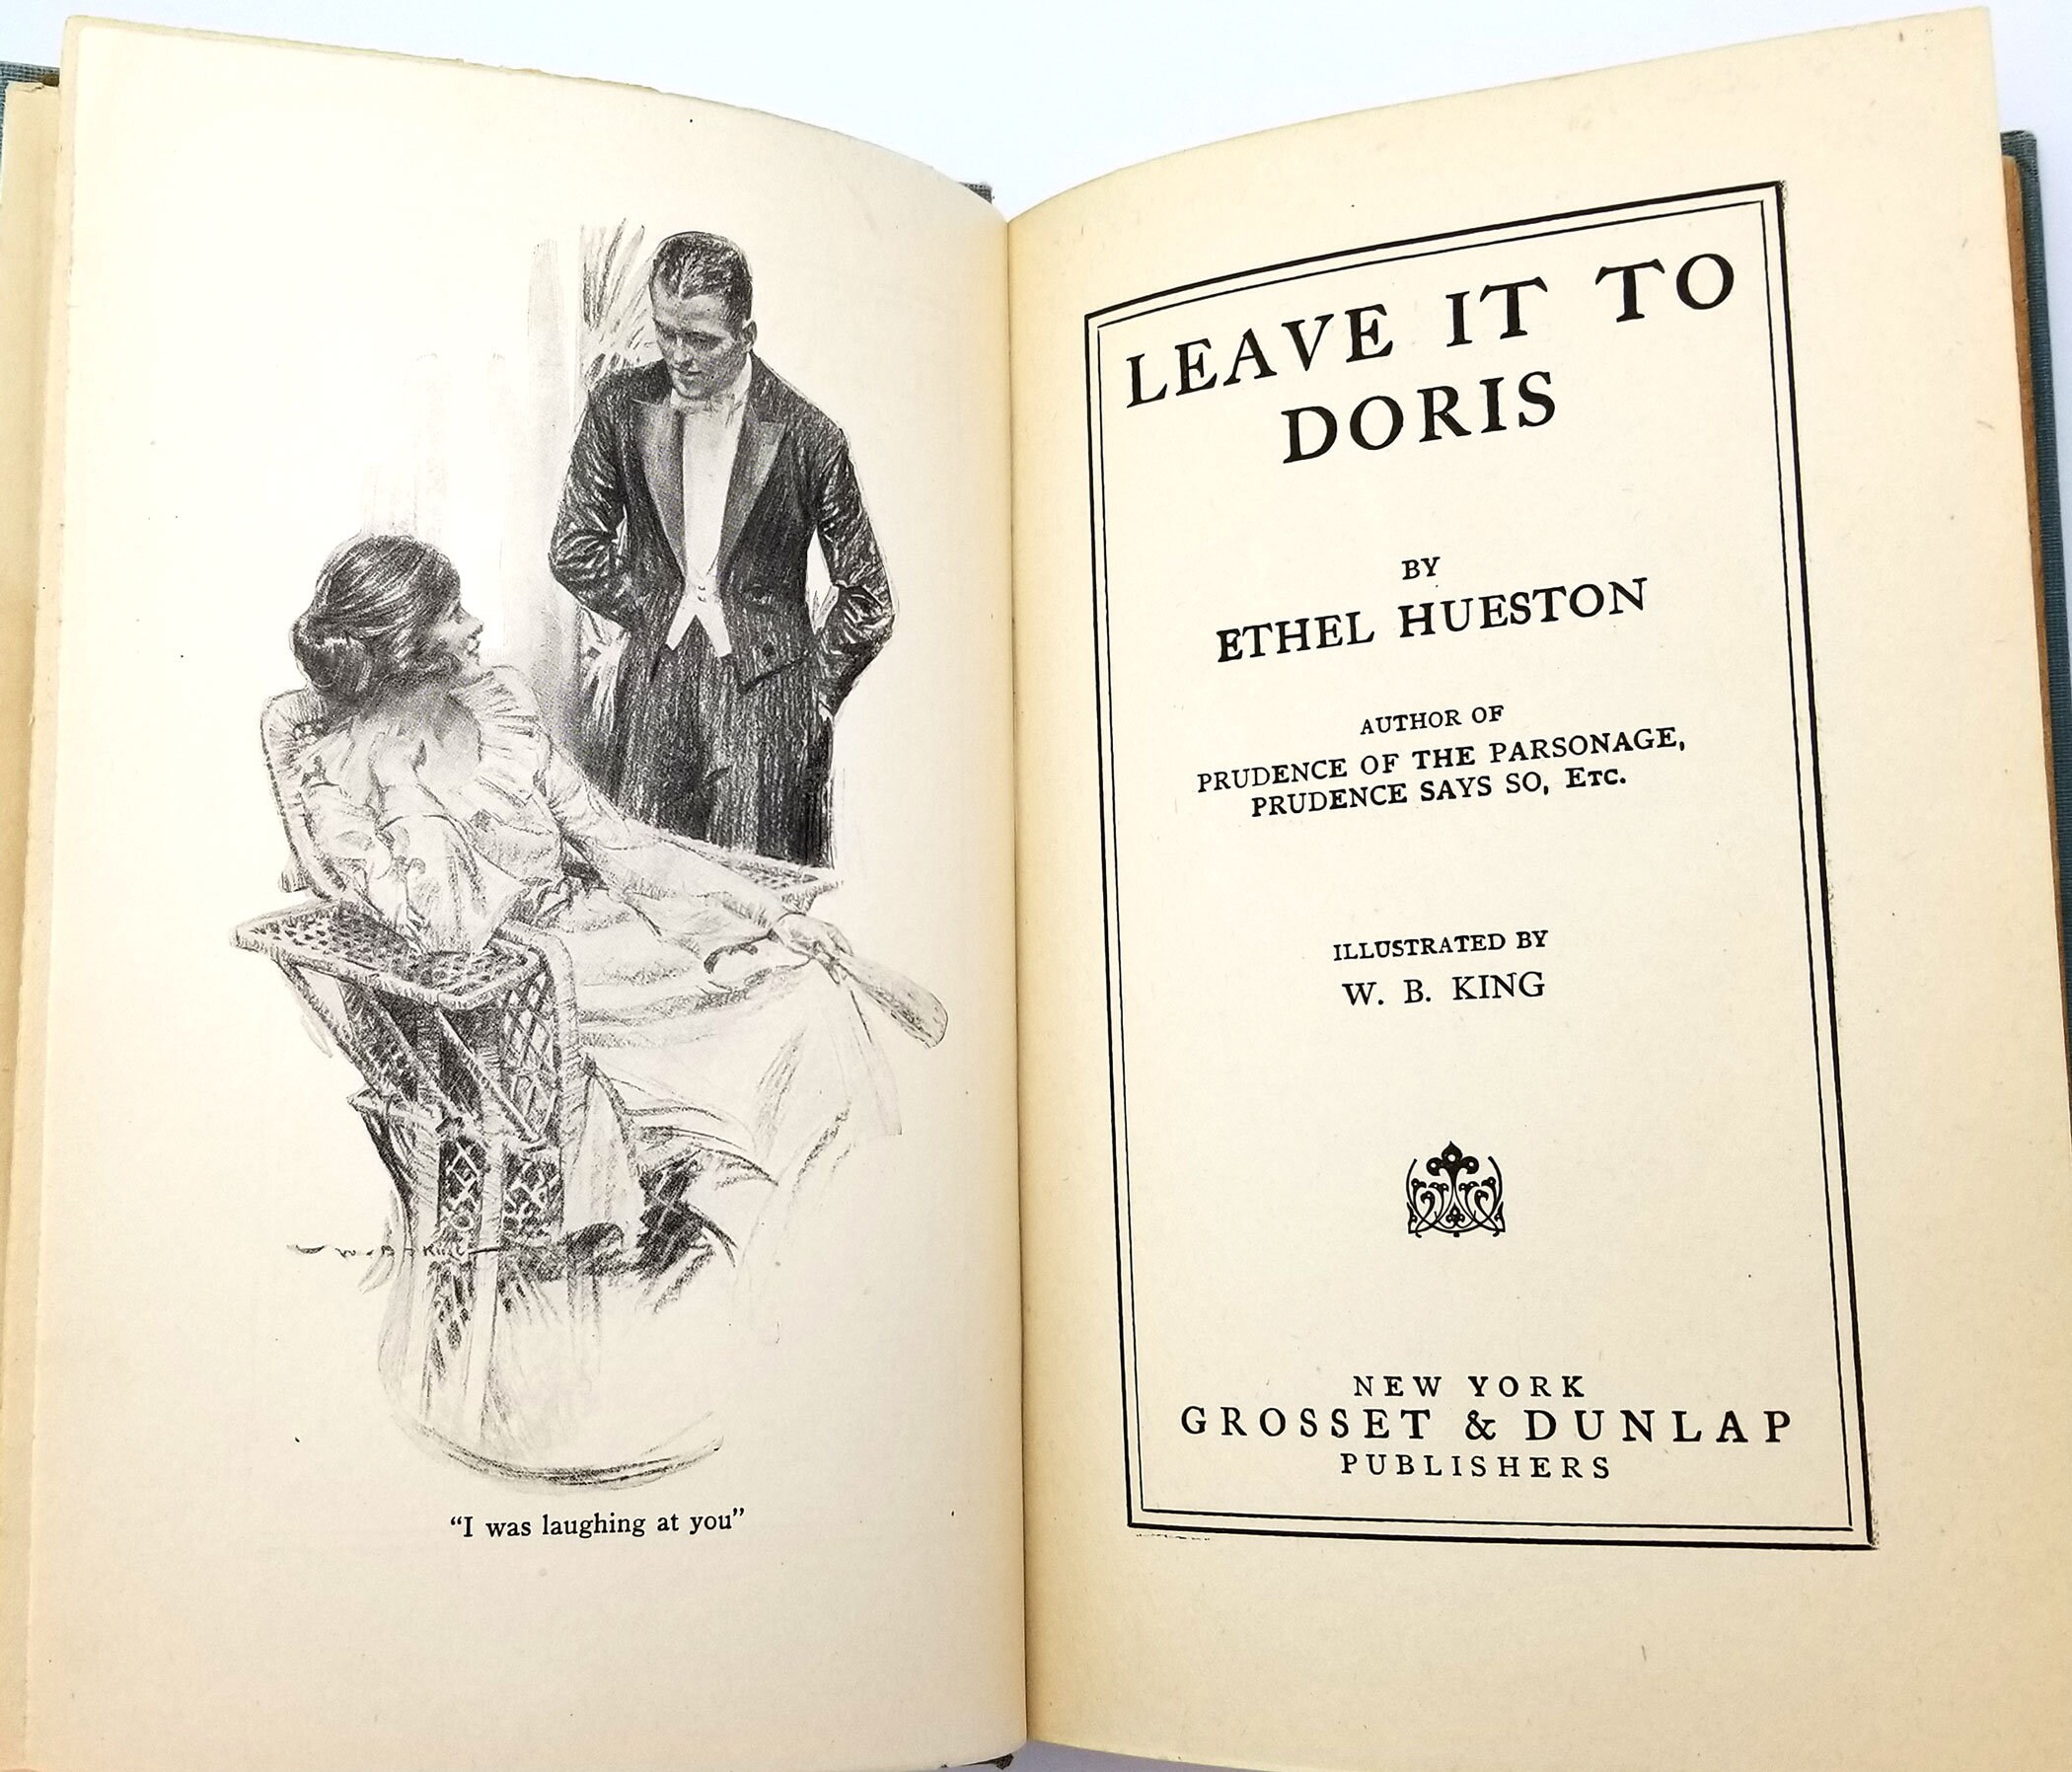 W. B. KING
“I was laughing at you”
LEAVE IT TO
DORIS
BY
ETHEL HUESTON
AUTHOR OF
PRUDENCE OF THE PARSONAGE,
PRUDENCE SAYS SO, ETC.
ILLUSTRATED BY
W. B. KING
NEW YORK
GROSSET & DUNLAP
PUBLISHERS